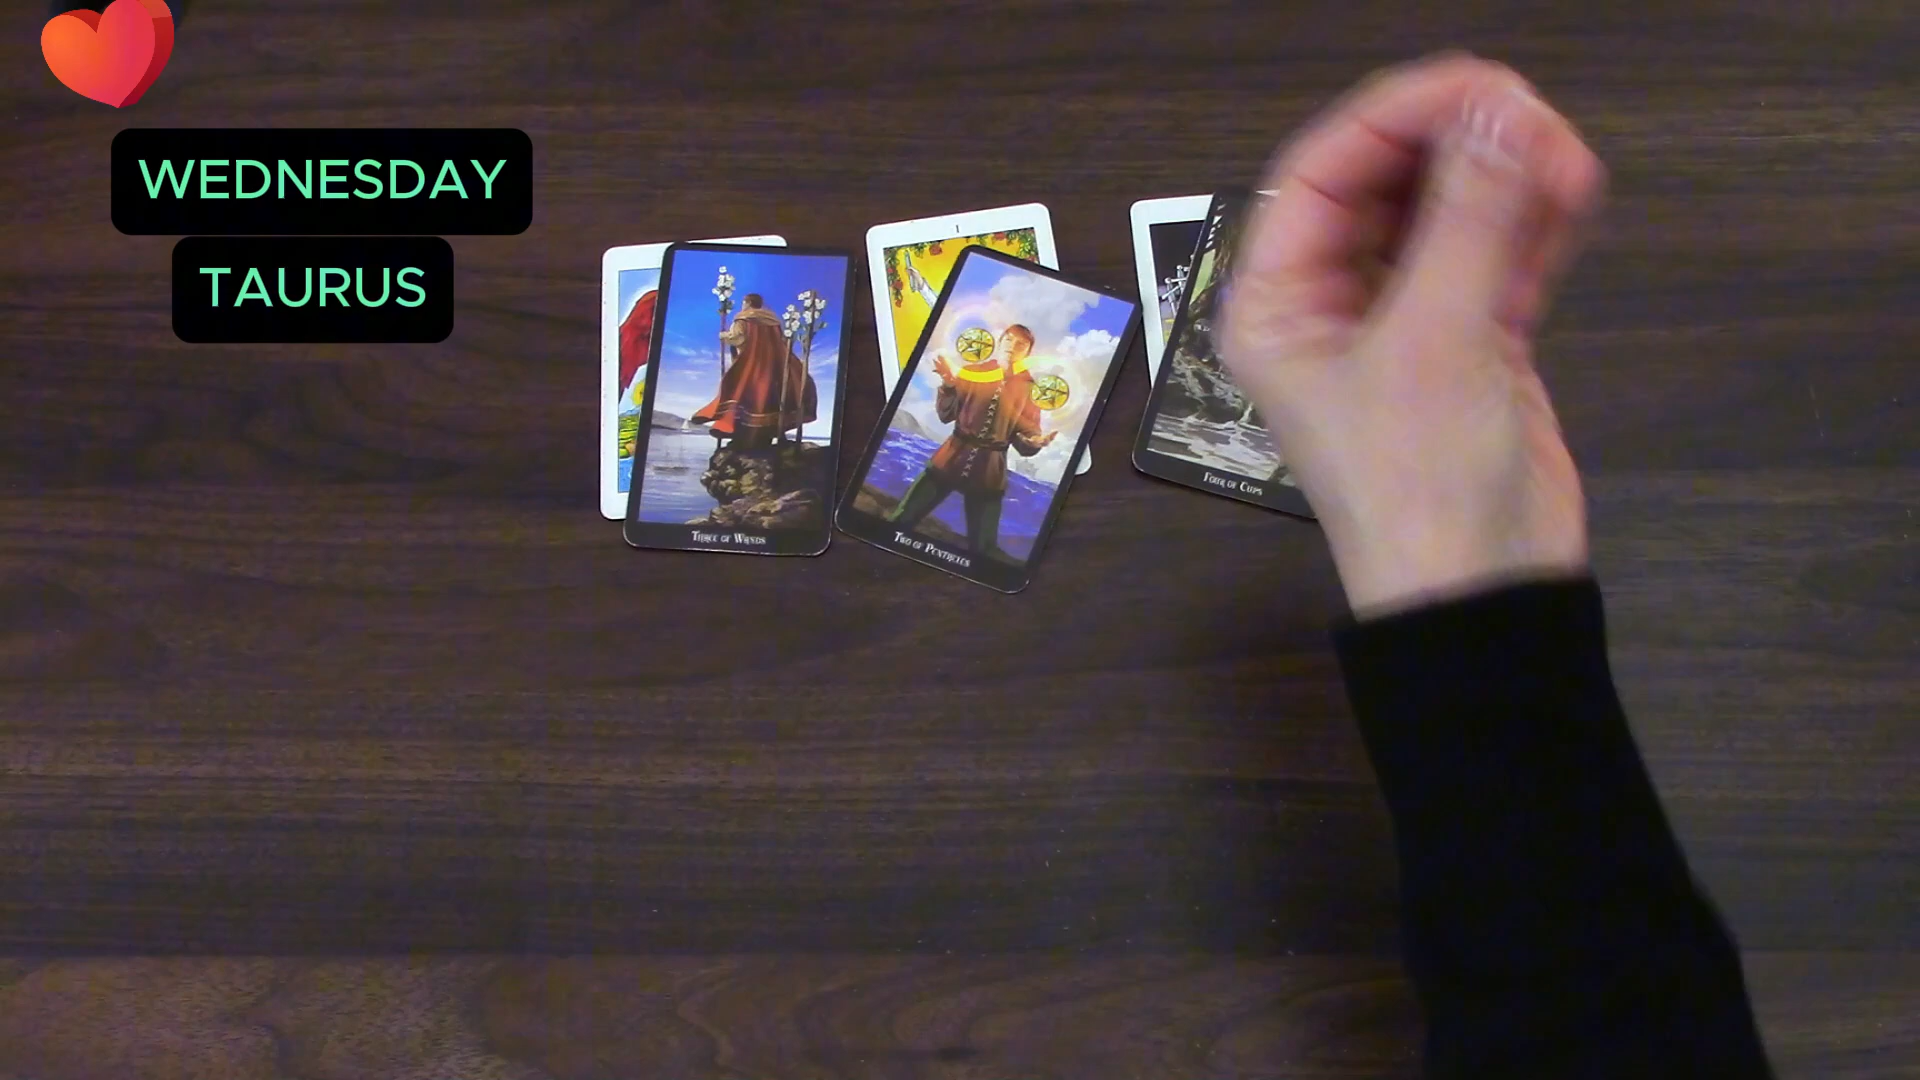 WEDNESDAY
TAURUS
I
THREE OF WANDS
TWO OF PENTACLES
FOUR OF CUPS